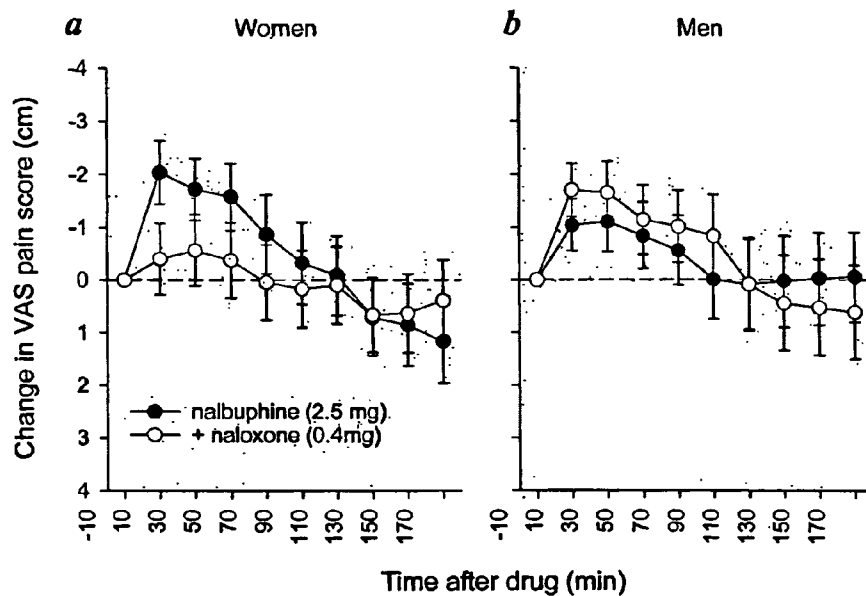 a Women
b Men
Change in VAS pain score (cm)
-4
-3
-2
-1
0
1
2
3
4
nalbuphine (2.5 mg)
+ naloxone (0.4mg)
-10 10 30 50 70 90 110 130 150 170
-10 10 30 50 70 90 110 130 150 170
Time after drug (min)